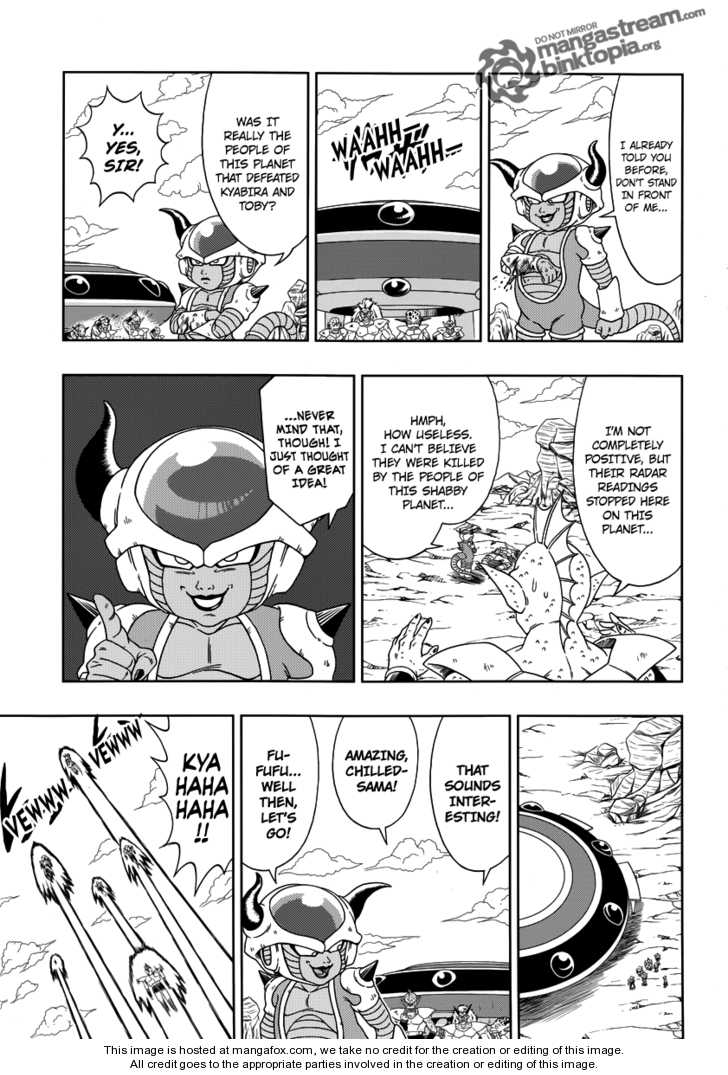 DO NOT MIRROR
mangastream.com
binktopia.org
I ALREADY
TOLD YOU
BEFORE,
DON'T STAND
IN FRONT
OF ME...
WAAHH
WAAHH
WAS IT
REALLY THE
PEOPLE OF
THIS PLANET
THAT DEFEATED
KYABIRA AND
TOBY?
Y...
YES,
SIR!
I'M NOT
COMPLETELY
POSITIVE, BUT
THEIR RADAR
READINGS
STOPPED HERE
ON THIS
PLANET...
HMPH,
HOW USELESS.
I CAN'T BELIEVE
THEY WERE KILLED
BY THE PEOPLE OF
THIS SHABBY
PLANET...
...NEVER
MIND THAT,
THOUGH! I
JUST THOUGHT
OF A GREAT
IDEA!
THAT
SOUNDS
INTER-
ESTING!
AMAZING,
CHILLED-
SAMA!
FU-
FUFU...
WELL
THEN,
LET'S
GO!
KYA
HAHA
HAHA
!!
VEWWW
VEWWW
VEWWW
This image is hosted at mangafox.com, we take no credit for the creation or editing of this image.
All credit goes to the appropriate parties involved in the creation or editing of this image.